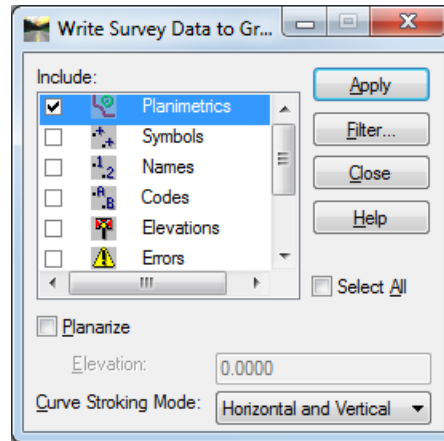 Write Survey Data to Gr...
Include:
Planimetrics
Symbols
Names
Codes
Elevations
Errors
Apply
Filter...
Close
Help
Select All
Planarize
Elevation:
0.0000
Curve Stroking Mode:
Horizontal and Vertical